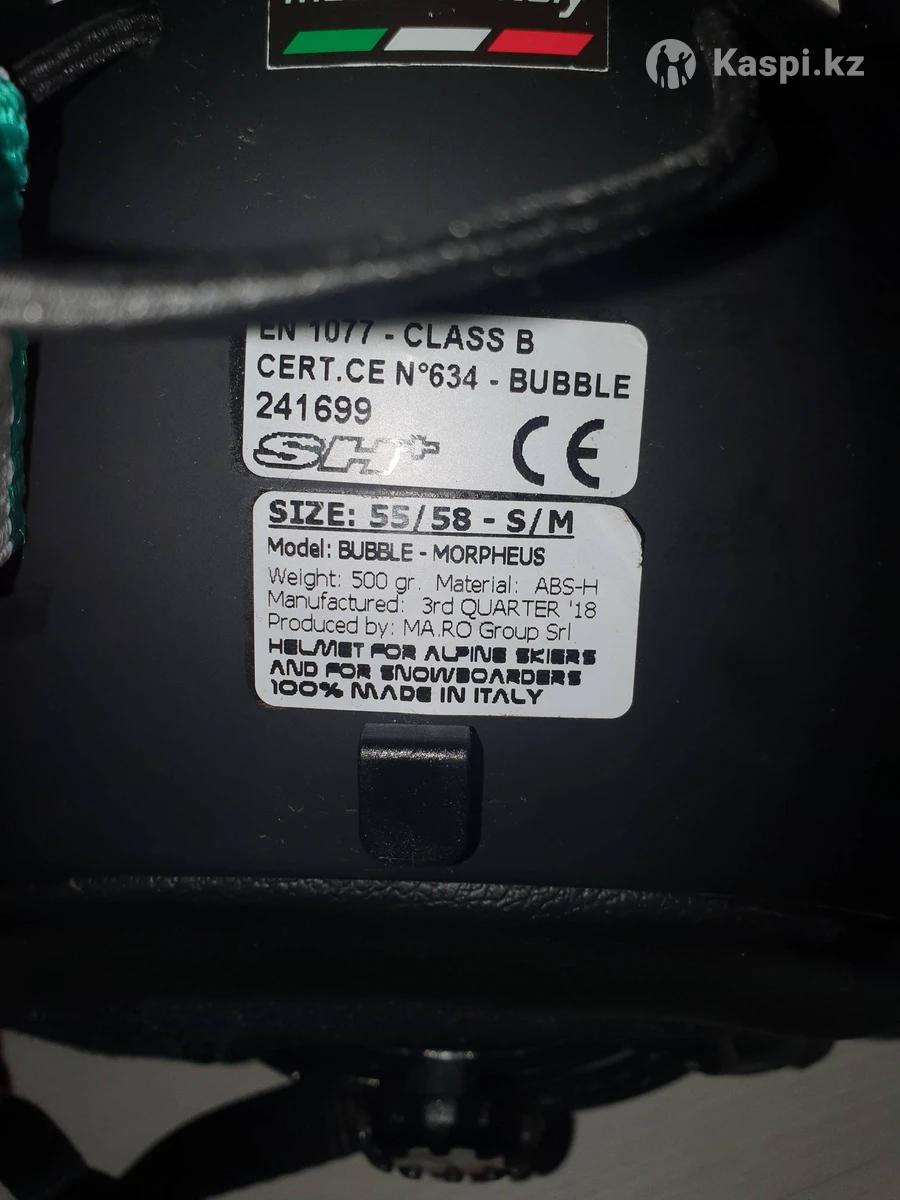 Kaspi.kz
EN 1077 - CLASS B
CERT.CE N°634 - BUBBLE
241699
SH+ CE
SIZE: 55/58 - S/M
Model: BUBBLE - MORPHEUS
Weight: 500 gr. Material: ABS-H
Manufactured: 3rd QUARTER '18
Produced by: MA.RO Group Srl
HELMET FOR ALPINE SKIERS
AND FOR SNOWBOARDERS
100% MADE IN ITALY